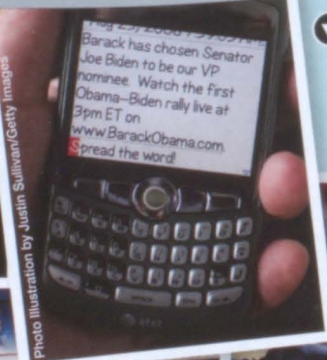 Barack has chosen Senator
Joe Biden to be our VP
nominee. Watch the first
Obama–Biden rally live at
3pm ET on
www.BarackObama.com.
Spread the word!
at&t
Photo Illustration by Justin Sullivan/Getty Images